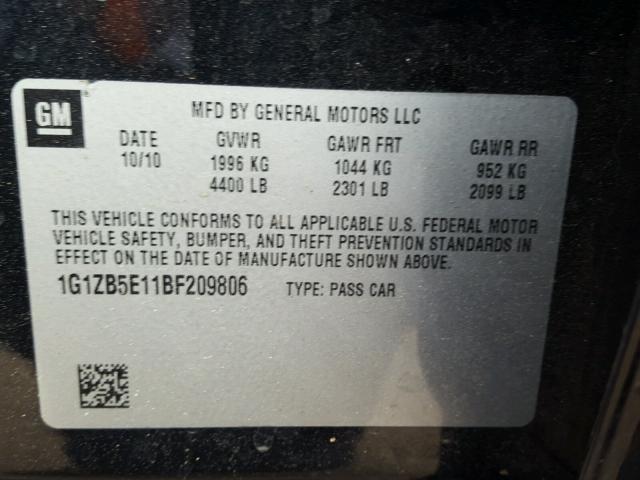 GM
MFD BY GENERAL MOTORS LLC
DATE GVWR GAWR FRT GAWR RR
10/10 1996 KG 1044 KG 952 KG
4400 LB 2301 LB 2099 LB
THIS VEHICLE CONFORMS TO ALL APPLICABLE U.S. FEDERAL MOTOR
VEHICLE SAFETY, BUMPER, AND THEFT PREVENTION STANDARDS IN
EFFECT ON THE DATE OF MANUFACTURE SHOWN ABOVE.
1G1ZB5E11BF209806 TYPE: PASS CAR